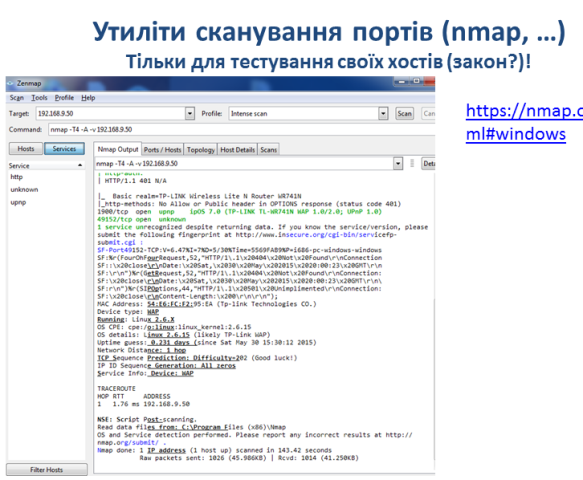 Утиліти сканування портів (nmap, ...)
Тільки для тестування своїх хостів (закон?)!
https://nmap.o
ml#windows
Zenmap
Scan Tools Profile Help
Target: 192.168.9.50 Profile: Intense scan Scan Can
Command: nmap -T4 -A -v 192.168.9.50
Hosts Services
Nmap Output Ports / Hosts Topology Host Details Scans
Service
nmap -T4 -A -v 192.168.9.50 Deta
http
unknown
upnp
| HTTP/1.1 401 N/A
|_ Basic realm=TP-LINK Wireless Lite N Router WR741N
|_http-methods: No Allow or Public header in OPTIONS response (status code 401)
1900/tcp open upnp ipOS 7.0 (TP-LINK TL-WR741N WAP 1.0/2.0; UPnP 1.0)
49152/tcp open unknown
1 service unrecognized despite returning data. If you know the service/version, please
submit the following fingerprint at http://www.insecure.org/cgi-bin/servicefp-
submit.cgi :
SF-Port49152-TCP:V=6.47%I=7%D=5/30%Time=5569FAB9%P=i686-pc-windows-windows
SF:%r(FourOhFourRequest,52,"HTTP/1\.1\x20404\x20Not\x20Found\r\nConnection
SF::\x20close\r\nDate:\x20Sat,\x2030\x20May\x202015\x2020:00:23\x20GMT\r\n
SF:\r\n")%r(GetRequest,52,"HTTP/1\.1\x20404\x20Not\x20Found\r\nConnection:
SF:\x20close\r\nDate:\x20Sat,\x2030\x20May\x202015\x2020:00:23\x20GMT\r\n\
SF:r\n")%r(SIPOptions,44,"HTTP/1\.1\x20501\x20Unimplimented\r\nConnection:
SF:\x20close\r\nContent-Length:\x200\r\n\r\n");
MAC Address: 54:E6:FC:F2:95:EA (Tp-link Technologies CO.)
Device type: WAP
Running: Linux 2.6.X
OS CPE: cpe:/o:linux:linux_kernel:2.6.15
OS details: Linux 2.6.15 (likely TP-Link WAP)
Uptime guess: 0.231 days (since Sat May 30 15:30:12 2015)
Network Distance: 1 hop
TCP Sequence Prediction: Difficulty=202 (Good luck!)
IP ID Sequence Generation: All zeros
Service Info: Device: WAP
TRACEROUTE
HOP RTT ADDRESS
1 1.76 ms 192.168.9.50
NSE: Script Post-scanning.
Read data files from: C:\Program Files (x86)\Nmap
OS and Service detection performed. Please report any incorrect results at http://
nmap.org/submit/ .
Nmap done: 1 IP address (1 host up) scanned in 143.42 seconds
Raw packets sent: 1026 (45.986KB) | Rcvd: 1014 (41.250KB)
Filter Hosts